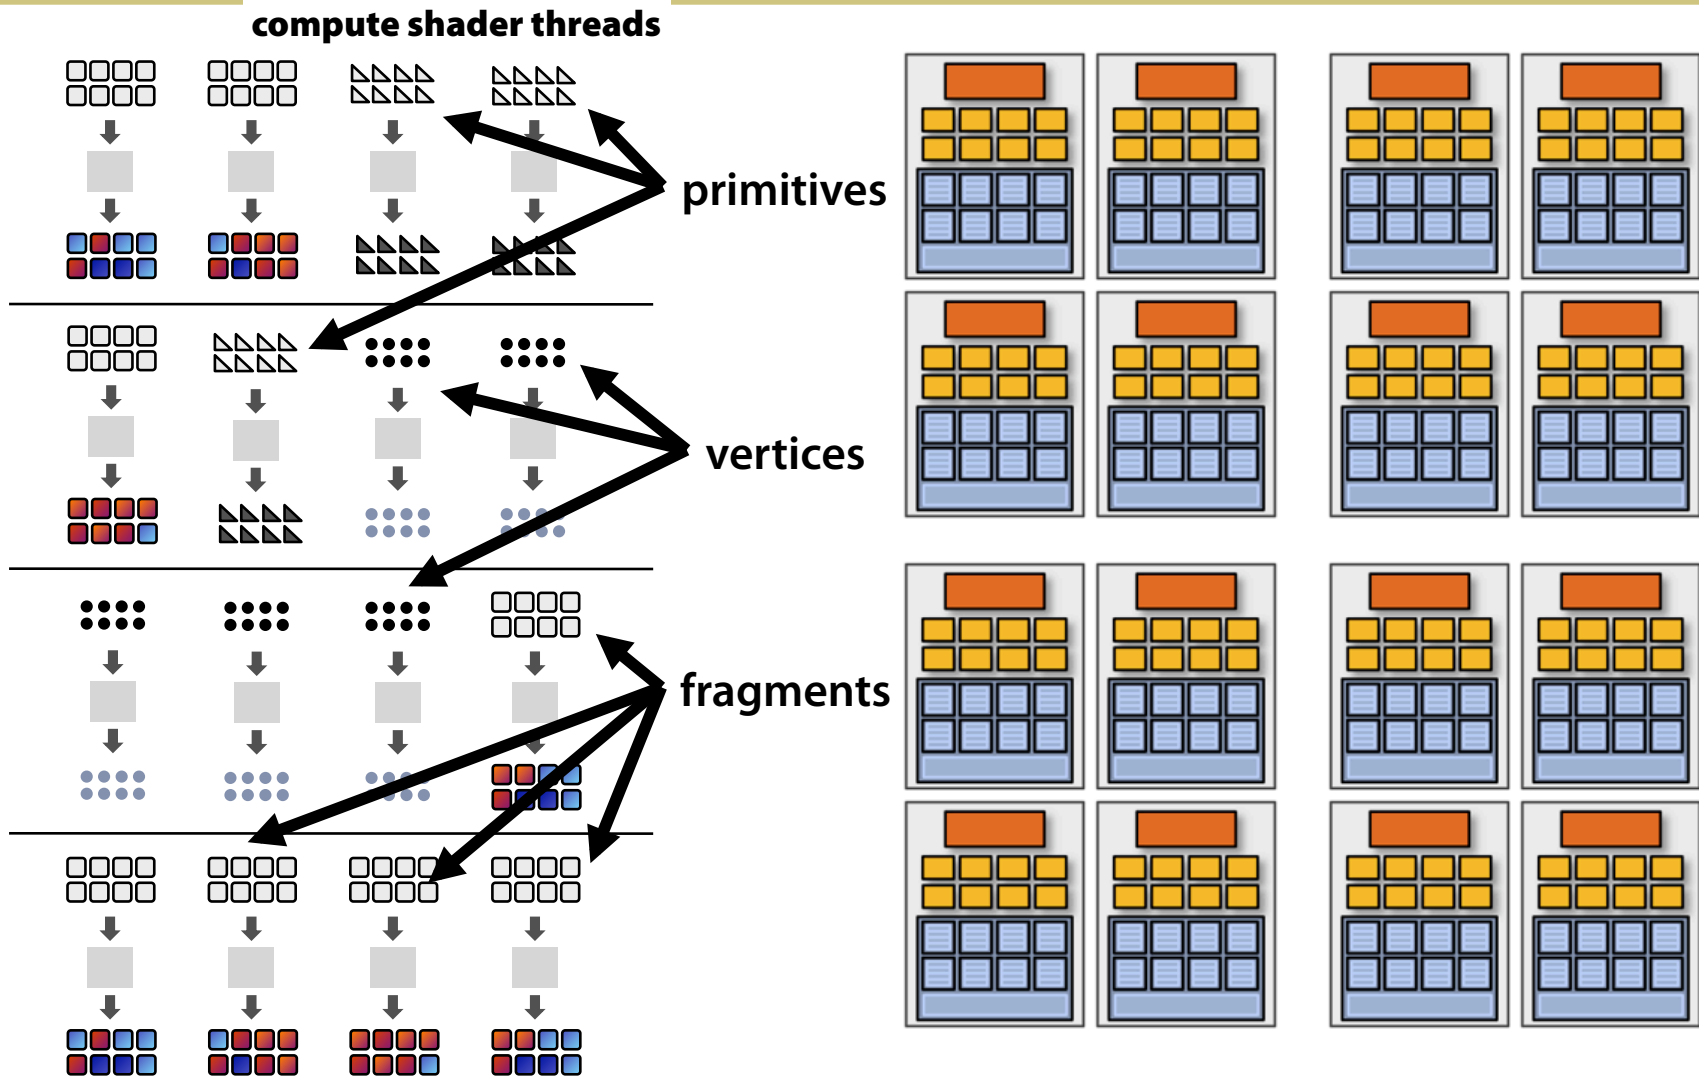 compute shader threads
primitives
vertices
fragments